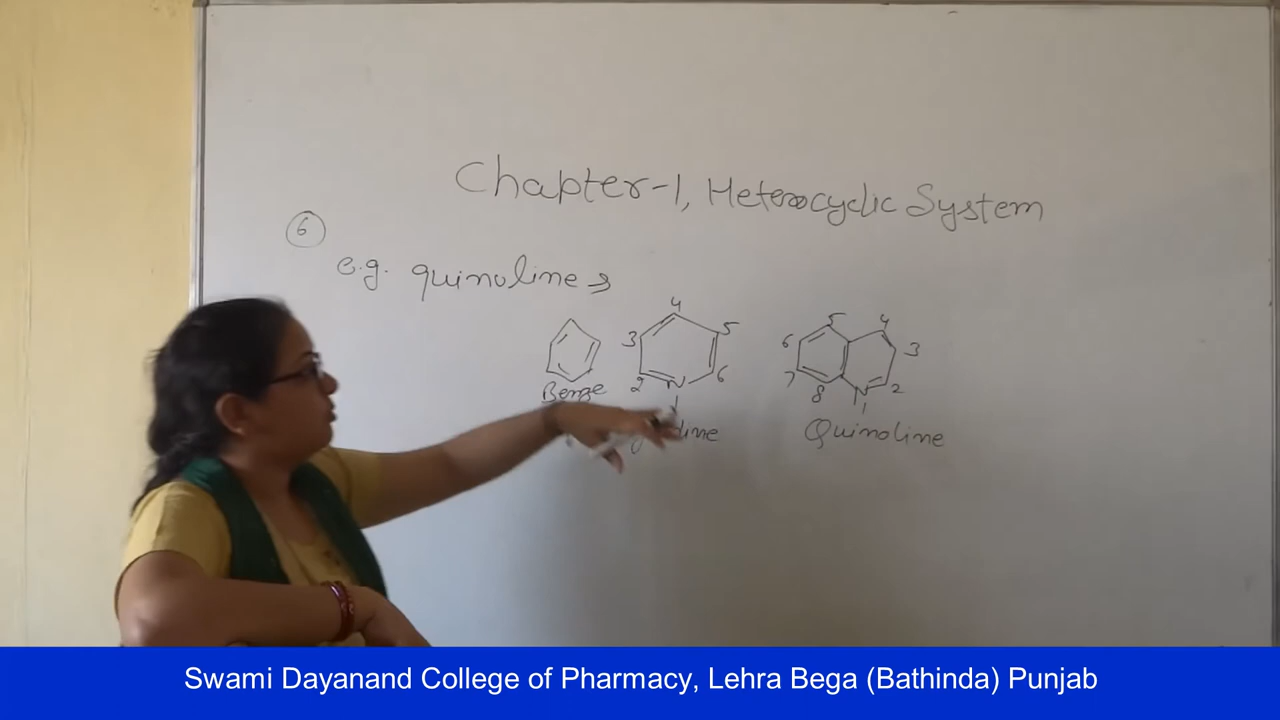 Chapter-1, Heterocyclic System
6
e.g. quinoline →
4
3 5
2 N 6
1
5 4
6 3
7 8 N 2
1
Benze
Quinoline
Swami Dayanand College of Pharmacy, Lehra Bega (Bathinda) Punjab